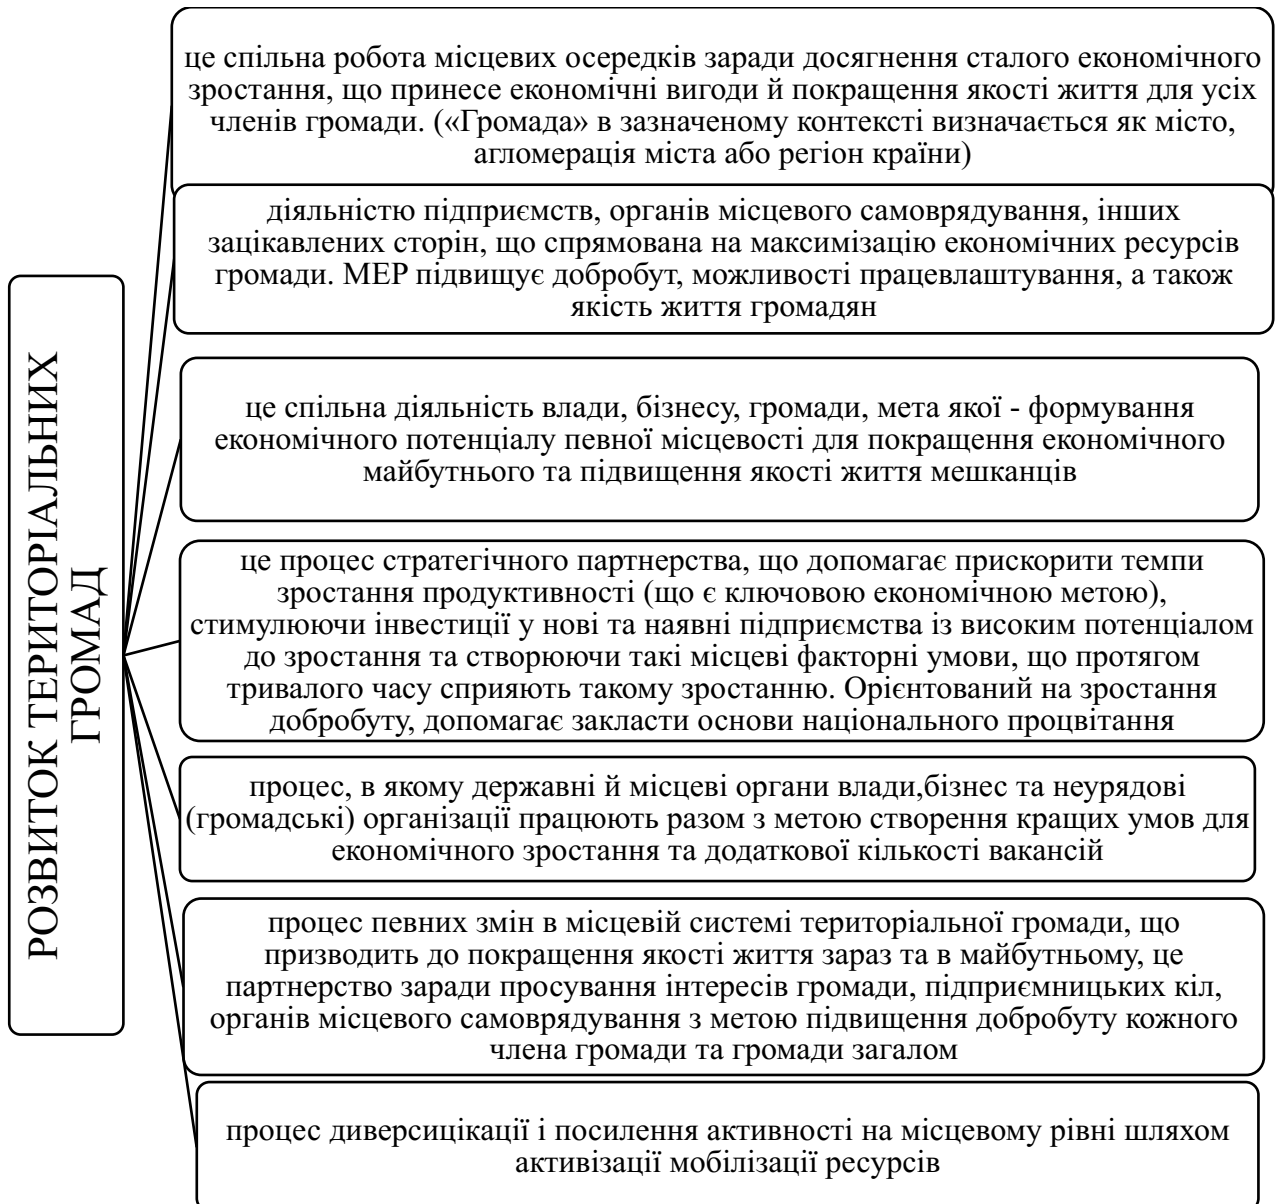 РОЗВИТОК ТЕРИТОРІАЛЬНИХ
ГРОМАД
це спільна робота місцевих осередків заради досягнення сталого економічного
зростання, що принесе економічні вигоди й покращення якості життя для усіх
членів громади. («Громада» в зазначеному контексті визначається як місто,
агломерація міста або регіон країни)
діяльністю підприємств, органів місцевого самоврядування, інших
зацікавлених сторін, що спрямована на максимізацію економічних ресурсів
громади. МЕР підвищує добробут, можливості працевлаштування, а також
якість життя громадян
це спільна діяльність влади, бізнесу, громади, мета якої - формування
економічного потенціалу певної місцевості для покращення економічного
майбутнього та підвищення якості життя мешканців
це процес стратегічного партнерства, що допомагає прискорити темпи
зростання продуктивності (що є ключовою економічною метою),
стимулюючи інвестиції у нові та наявні підприємства із високим потенціалом
до зростання та створюючи такі місцеві факторні умови, що протягом
тривалого часу сприяють такому зростанню. Орієнтований на зростання
добробуту, допомагає закласти основи національного процвітання
процес, в якому державні й місцеві органи влади,бізнес та неурядові
(громадські) організації працюють разом з метою створення кращих умов для
економічного зростання та додаткової кількості вакансій
процес певних змін в місцевій системі територіальної громади, що
призводить до покращення якості життя зараз та в майбутньому, це
партнерство заради просування інтересів громади, підприємницьких кіл,
органів місцевого самоврядування з метою підвищення добробуту кожного
члена громади та громади загалом
процес диверсицікації і посилення активності на місцевому рівні шляхом
активізації мобілізації ресурсів